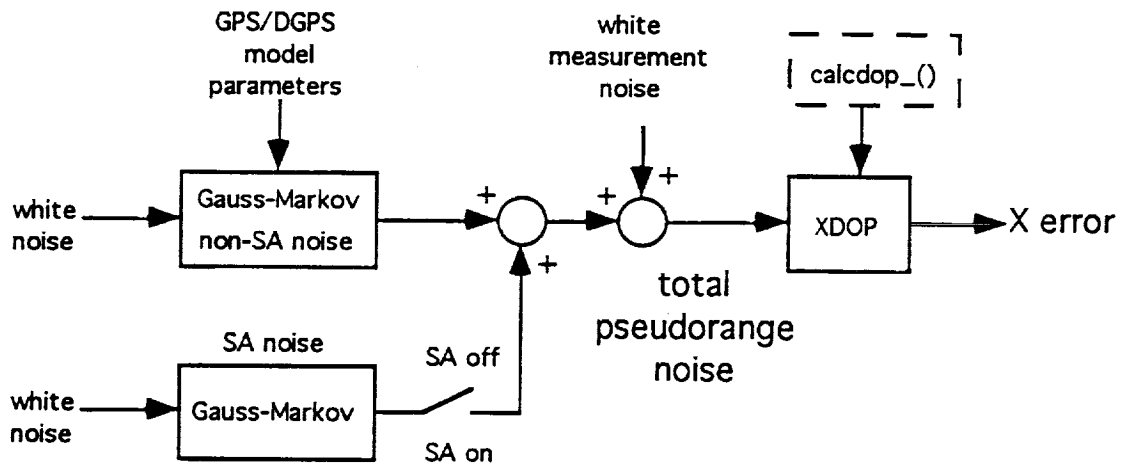 GPS/DGPS
model
parameters
white
measurement
noise
calcdop_()
white
noise
Gauss-Markov
non-SA noise
+
+
+
+
XDOP
X error
total
pseudorange
noise
SA noise
SA off
white
noise
Gauss-Markov
SA on